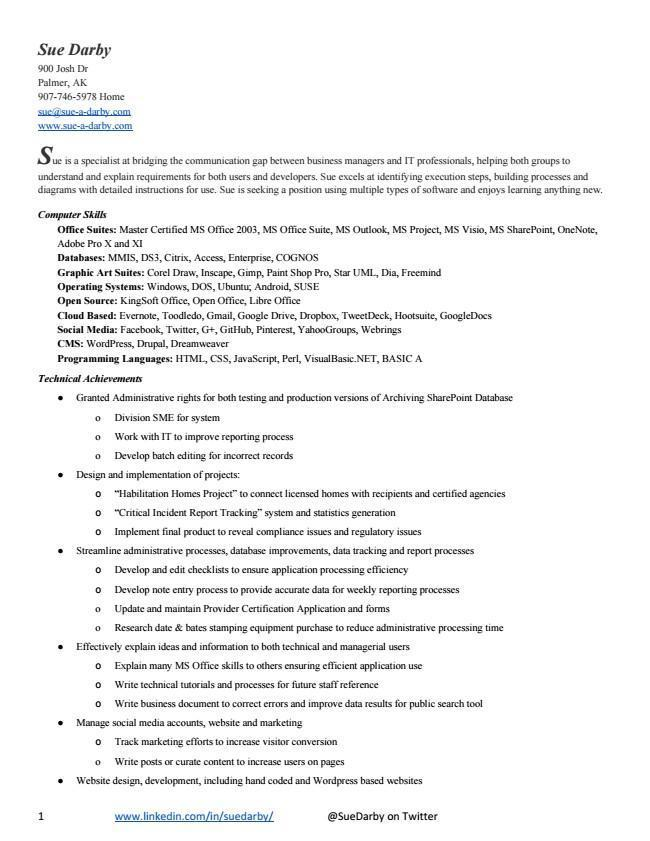 Sue Darby
900 Josh Dr
Palmer, AK
907-746-5978 Home
sue@sue-a-darby.com
www.sue-a-darby.com
Sue is a specialist at bridging the communication gap between business managers and IT professionals, helping both groups to
understand and explain requirements for both users and developers. Sue excels at identifying execution steps, building processes and
diagrams with detailed instructions for use. Sue is seeking a position using multiple types of software and enjoys learning anything new.
Computer Skills
Office Suites: Master Certified MS Office 2003, MS Office Suite, MS Outlook, MS Project, MS Visio, MS SharePoint, OneNote,
Adobe Pro X and XI
Databases: MMIS, DS3, Citrix, Access, Enterprise, COGNOS
Graphic Art Suites: Corel Draw, Inscape, Gimp, Paint Shop Pro, Star UML, Dia, Freemind
Operating Systems: Windows, DOS, Ubuntu; Android, SUSE
Open Source: KingSoft Office, Open Office, Libre Office
Cloud Based: Evernote, Toodledo, Gmail, Google Drive, Dropbox, TweetDeck, Hootsuite, GoogleDocs
Social Media: Facebook, Twitter, G+, GitHub, Pinterest, YahooGroups, Webrings
CMS: WordPress, Drupal, Dreamweaver
Programming Languages: HTML, CSS, JavaScript, Perl, VisualBasic.NET, BASIC A
Technical Achievements
● Granted Administrative rights for both testing and production versions of Archiving SharePoint Database
o Division SME for system
o Work with IT to improve reporting process
o Develop batch editing for incorrect records
● Design and implementation of projects:
o “Habilitation Homes Project” to connect licensed homes with recipients and certified agencies
o “Critical Incident Report Tracking” system and statistics generation
o Implement final product to reveal compliance issues and regulatory issues
● Streamline administrative processes, database improvements, data tracking and report processes
o Develop and edit checklists to ensure application processing efficiency
o Develop note entry process to provide accurate data for weekly reporting processes
o Update and maintain Provider Certification Application and forms
o Research date & bates stamping equipment purchase to reduce administrative processing time
● Effectively explain ideas and information to both technical and managerial users
o Explain many MS Office skills to others ensuring efficient application use
o Write technical tutorials and processes for future staff reference
o Write business document to correct errors and improve data results for public search tool
● Manage social media accounts, website and marketing
o Track marketing efforts to increase visitor conversion
o Write posts or curate content to increase users on pages
● Website design, development, including hand coded and Wordpress based websites
1 www.linkedin.com/in/suedarby/ @SueDarby on Twitter